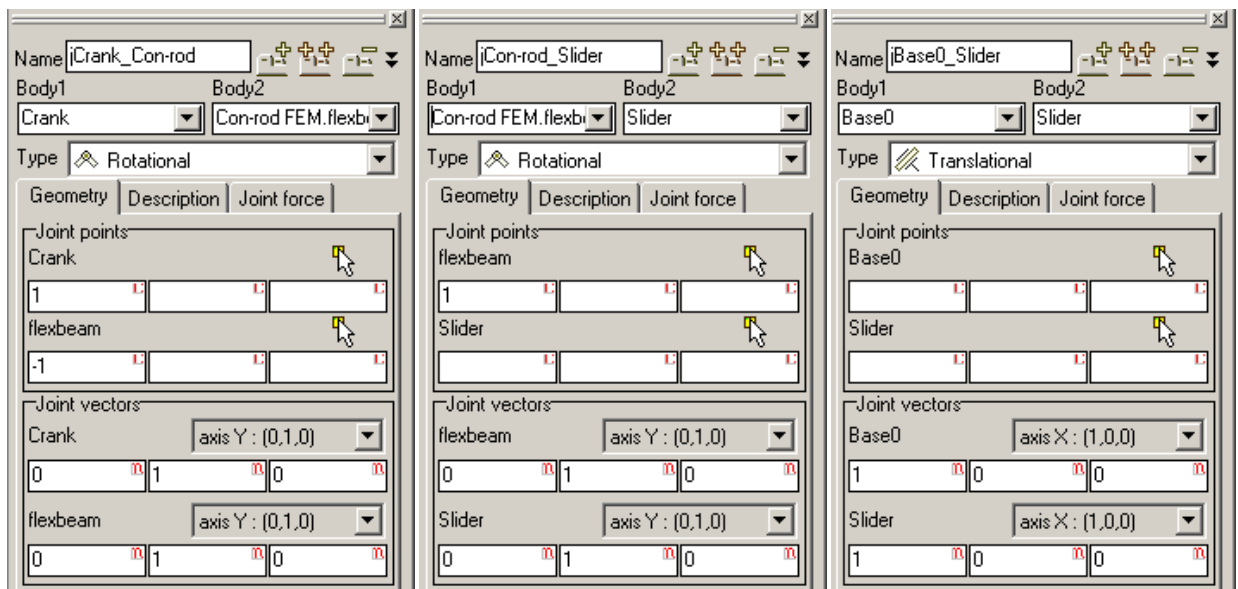 Name jCrank_Con-rod
Body1 Body2
Crank Con-rod FEM.flexb
Type Rotational
Geometry Description Joint force
Joint points
Crank
1 C C C
flexbeam
-1 C C C
Joint vectors
Crank axis Y : (0,1,0)
0 n 1 n 0 n
flexbeam axis Y : (0,1,0)
0 n 1 n 0 n
Name jCon-rod_Slider
Body1 Body2
Con-rod FEM.flexb Slider
Type Rotational
Geometry Description Joint force
Joint points
flexbeam
1 C C C
Slider
C C C
Joint vectors
flexbeam axis Y : (0,1,0)
0 n 1 n 0 n
Slider axis Y : (0,1,0)
0 n 1 n 0 n
Name jBase0_Slider
Body1 Body2
Base0 Slider
Type Translational
Geometry Description Joint force
Joint points
Base0
C C C
Slider
C C C
Joint vectors
Base0 axis X : (1,0,0)
1 n 0 n 0 n
Slider axis X : (1,0,0)
1 n 0 n 0 n